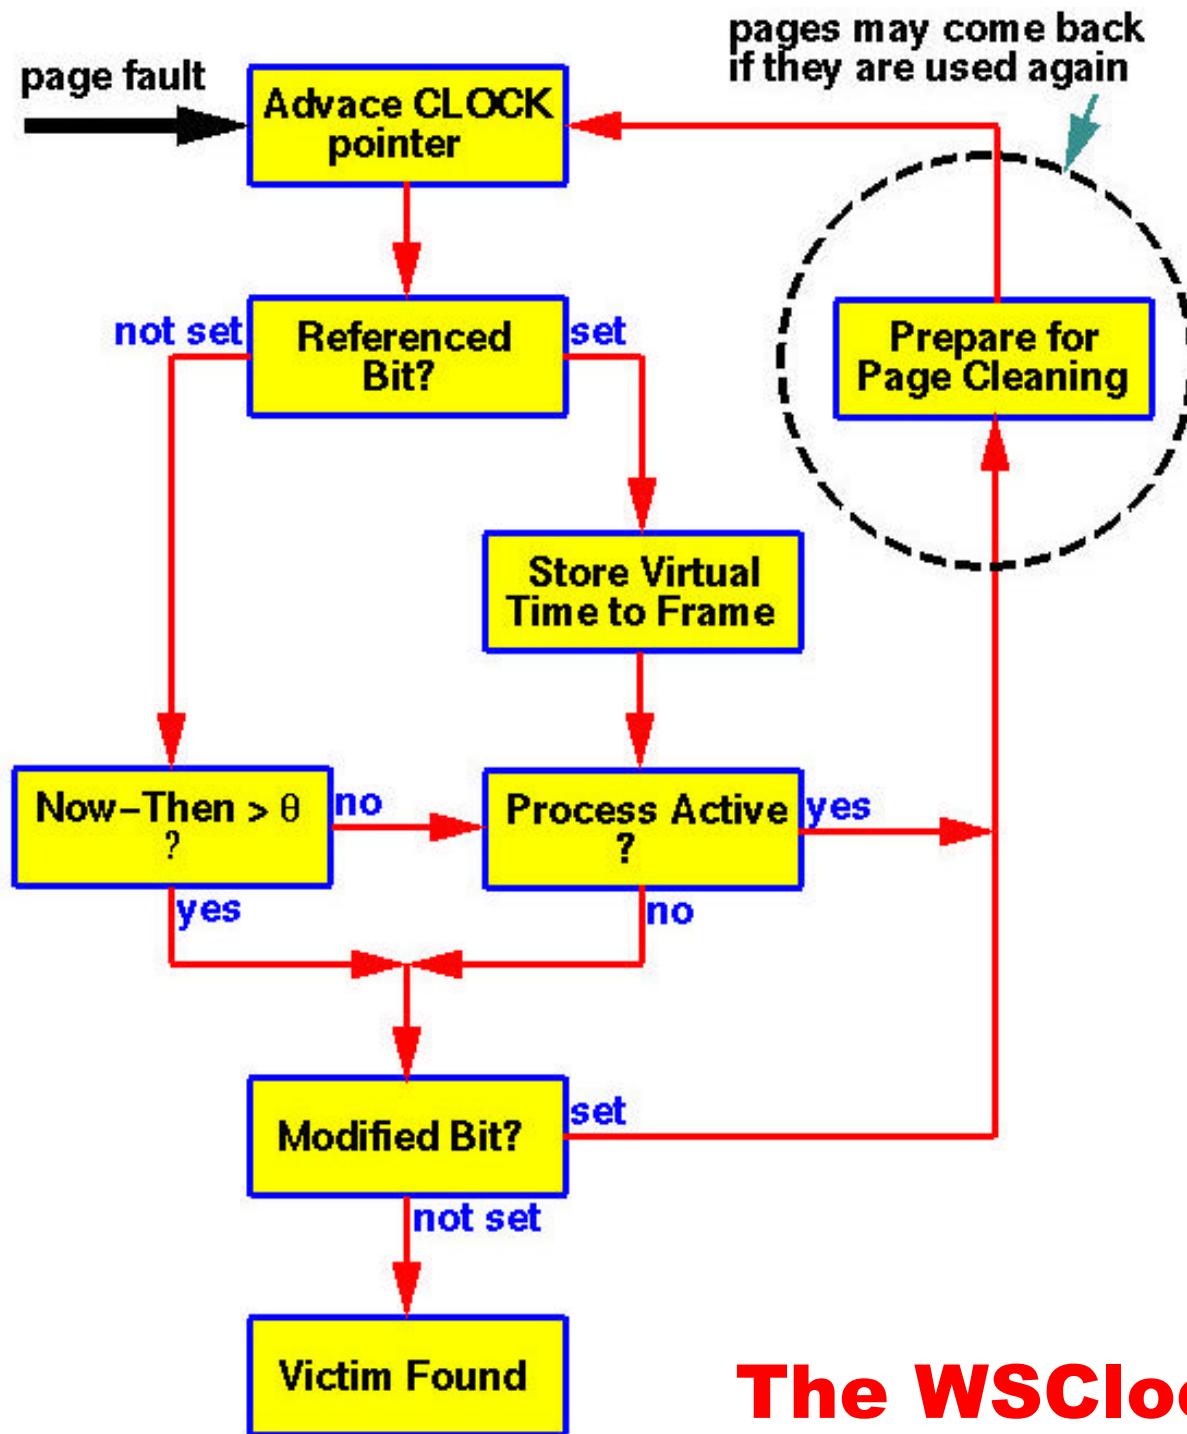 pages may come back
if they are used again
page fault
Advace CLOCK
pointer
not set
Referenced
Bit?
set
Prepare for
Page Cleaning
Store Virtual
Time to Frame
Now–Then > θ
?
no
Process Active
?
yes
yes
no
Modified Bit?
set
not set
Victim Found
The WSCloc